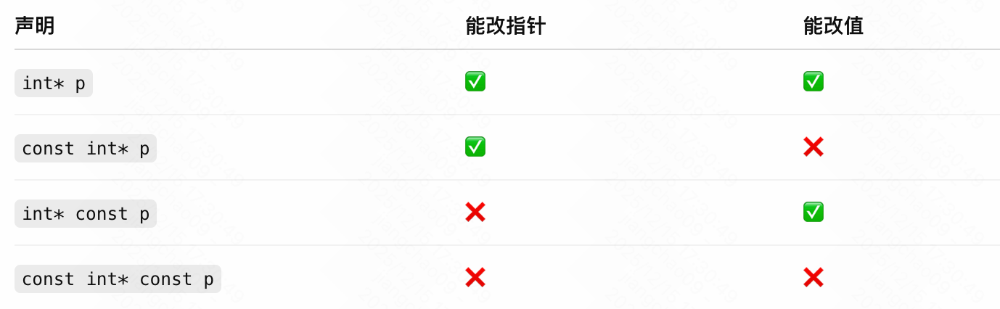 声明 能改指针 能改值
int* p ✅ ✅
const int* p ✅ ❌
int* const p ❌ ✅
const int* const p ❌ ❌